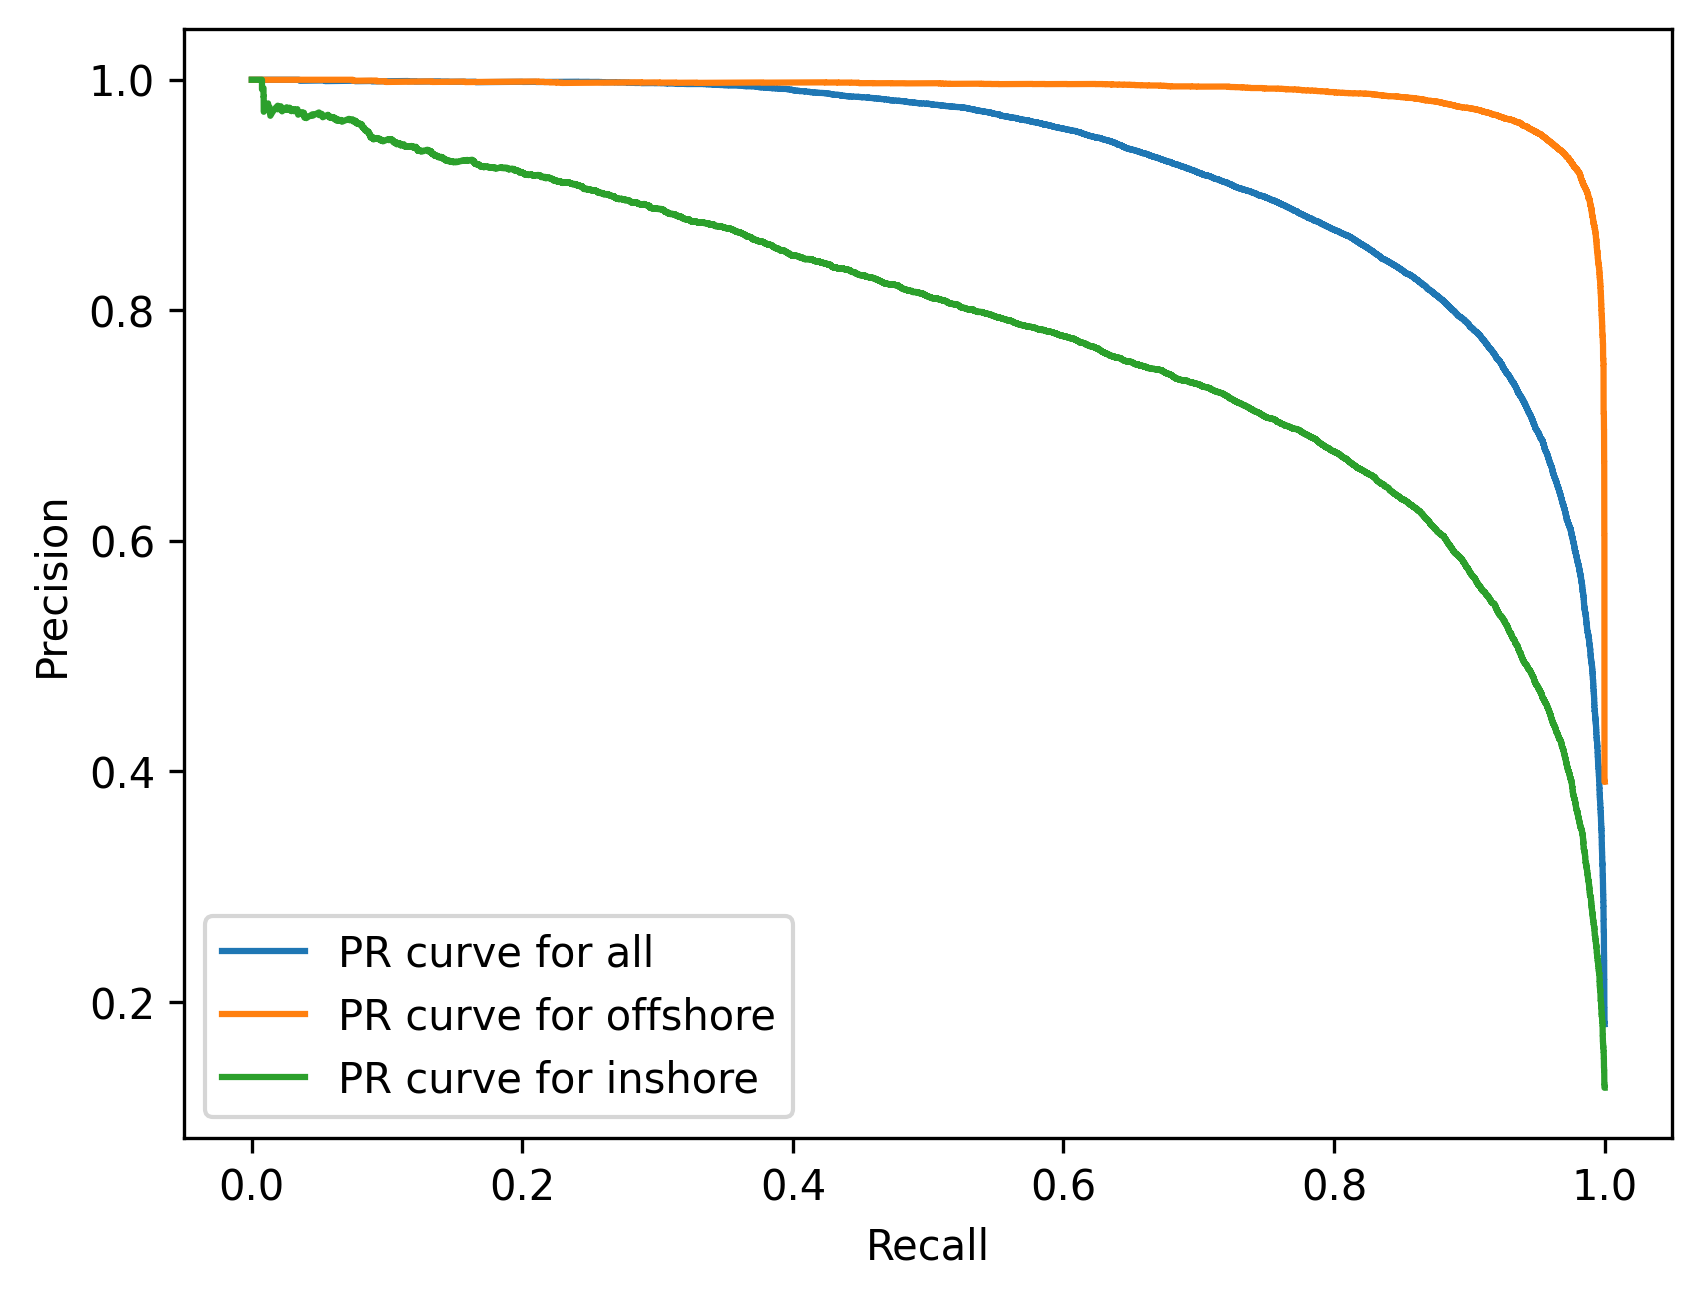 1.0
0.8
0.6
0.4
0.2
Precision
PR curve for all
PR curve for offshore
PR curve for inshore
0.0 0.2 0.4 0.6 0.8 1.0
Recall